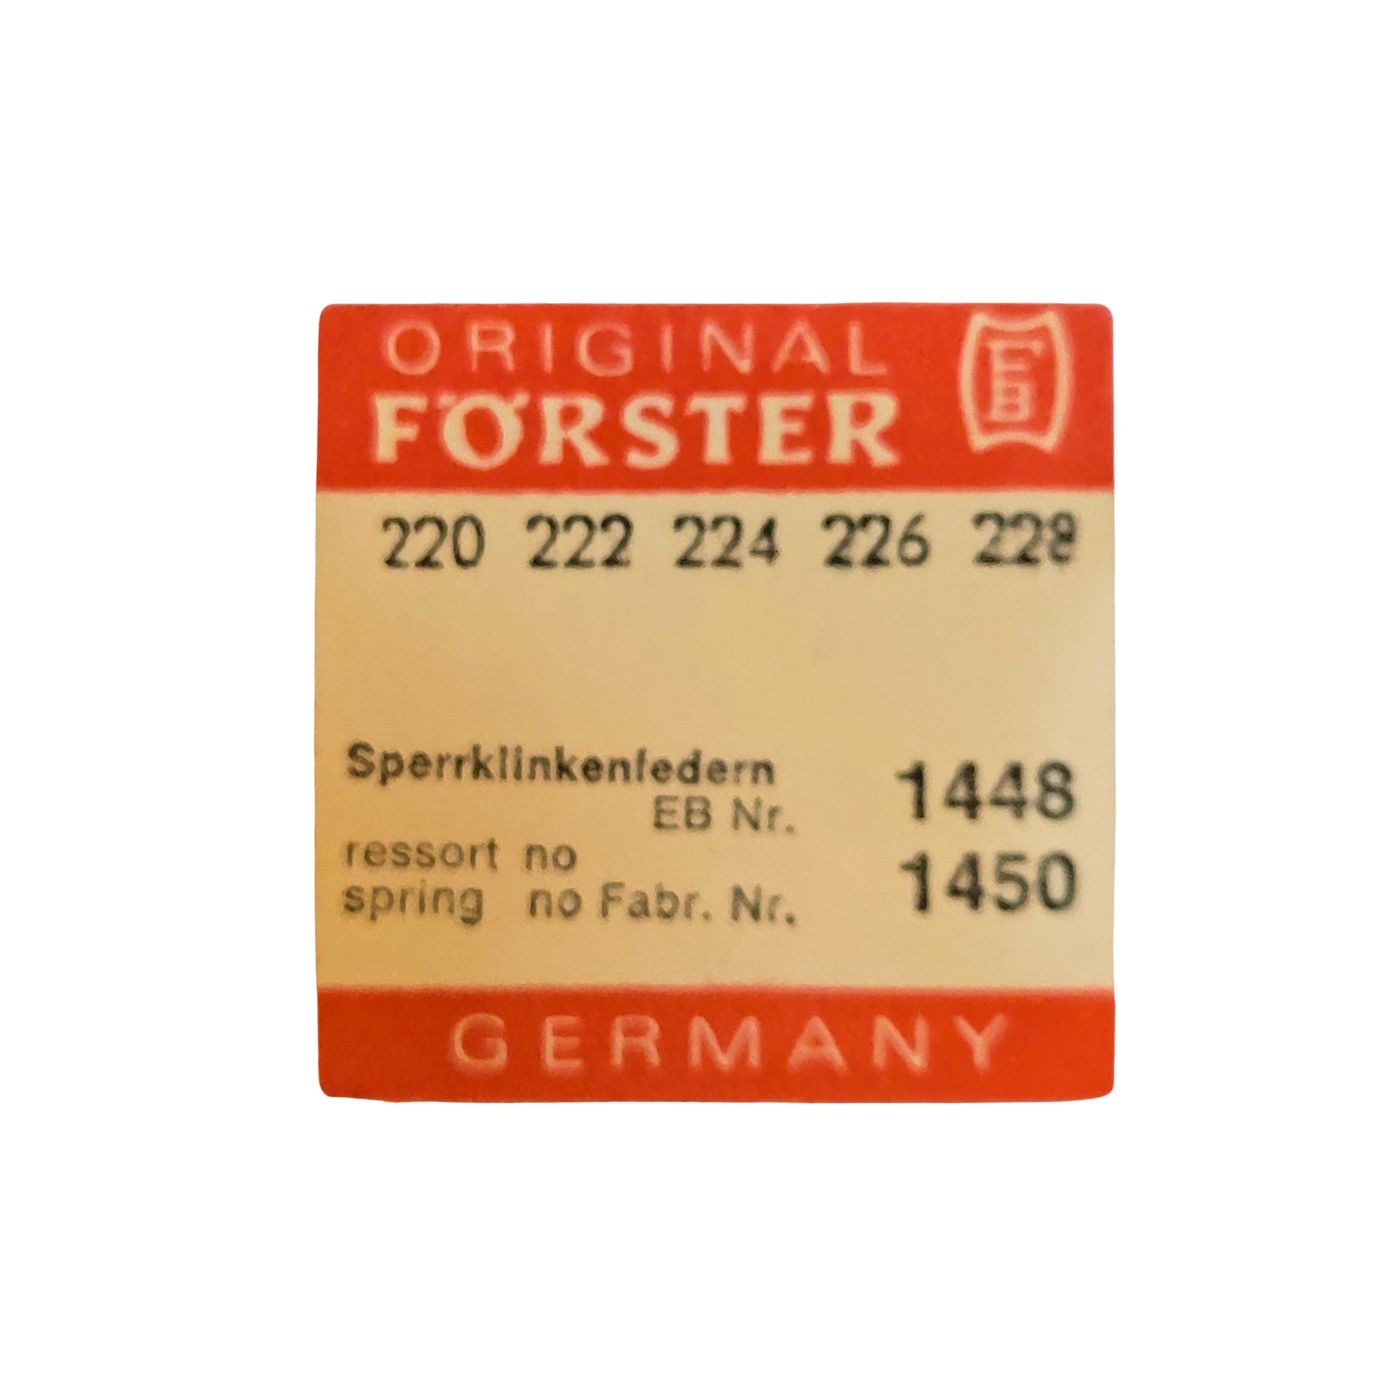 ORIGINAL
FÖRSTER
220 222 224 226 228
Sperrklinkenfedern
EB Nr. 1448
ressort no
spring no Fabr. Nr. 1450
GERMANY